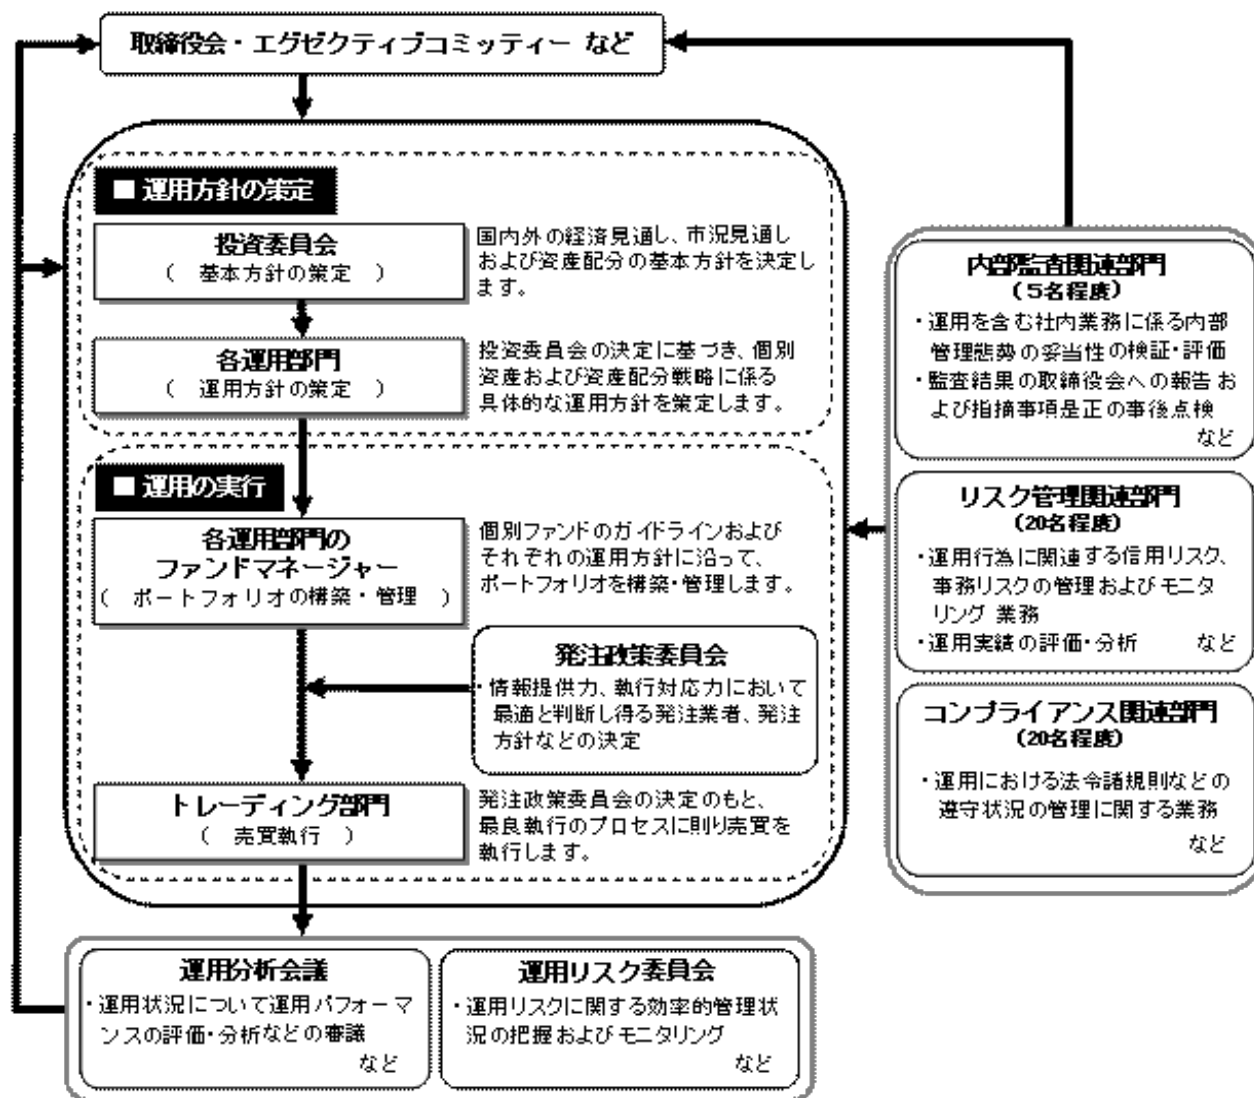 取締役会・エグゼクティブコミッティー など
■ 運用方針の策定
投資委員会
（ 基本方針の策定 ）
国内外の経済見通し、市況見通し
および資産配分の基本方針を決定し
ます。
各運用部門
（ 運用方針の策定 ）
投資委員会の決定に基づき、個別
資産および資産配分戦略に係る
具体的な運用方針を策定します。
■ 運用の実行
各運用部門の
ファンドマネージャー
（ ポートフォリオの構築・管理 ）
個別ファンドのガイドラインおよび
それぞれの運用方針に沿って、
ポートフォリオを構築・管理します。
発注政策委員会
・情報提供力、執行対応力において
最適と判断し得る発注業者、発注
方針などの決定
トレーディング部門
（ 売買執行 ）
発注政策委員会の決定のもと、
最良執行のプロセスに則り売買を
執行します。
運用分析会議
・運用状況について運用パフォーマ
ンスの評価・分析などの審議
など
運用リスク委員会
・運用リスクに関する効率的管理状
況の把握およびモニタリング
など
内部監査関連部門
（５名程度）
・運用を含む社内業務に係る内部
管理態勢の妥当性の検証・評価
・監査結果の取締役会への報告お
よび指摘事項是正の事後点検
など
リスク管理関連部門
（20名程度）
・運用行為に関連する信用リスク、
事務リスクの管理およびモニタ
リング 業務
・運用実績の評価・分析 など
コンプライアンス関連部門
（20名程度）
・運用における法令諸規則などの
遵守状況の管理に関する業務
など